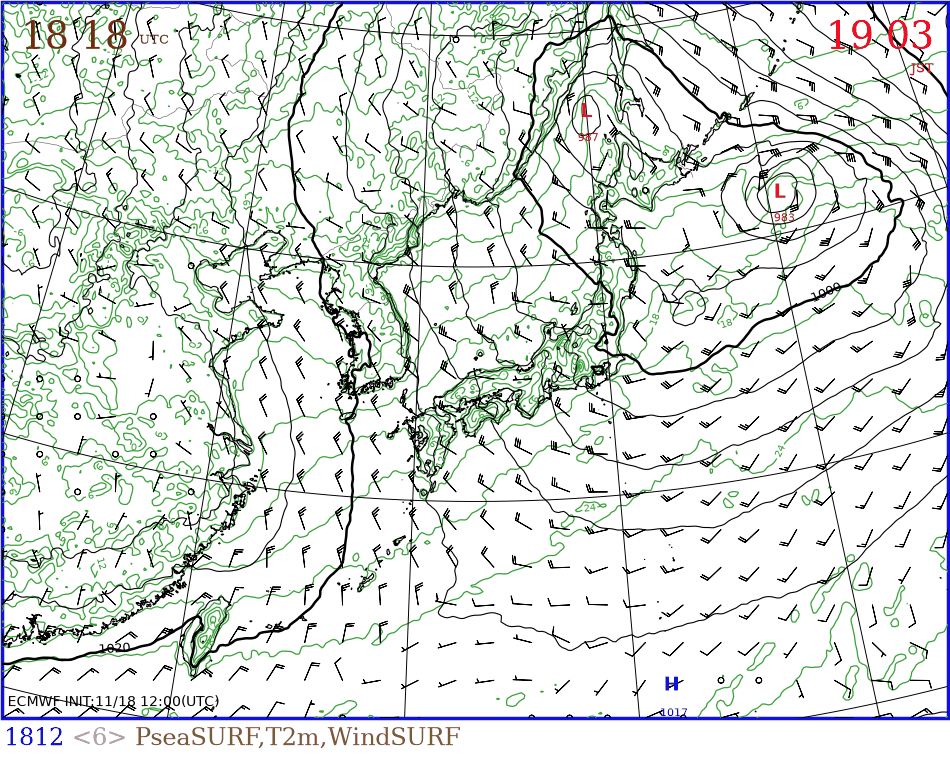 18 18 UTC
19 03 JST
L
987
L
983
1000
18
18
24
24
1020
H
1017
ECMWF INIT:11/18 12:00(UTC)
1812 <6> PseaSURF,T2m,WindSURF